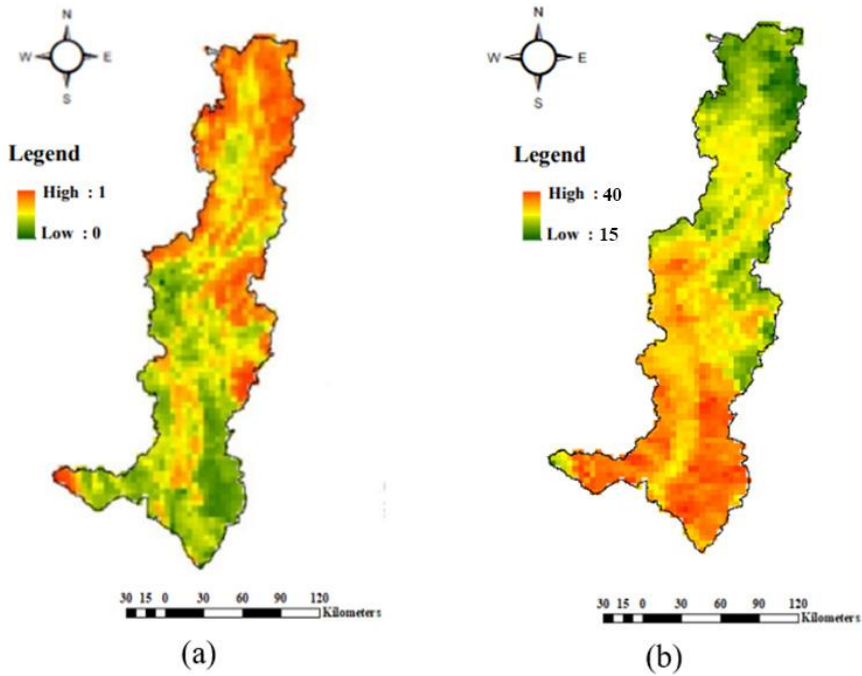 N
W E
S
Legend
High : 1
Low : 0
30 15 0 30 60 90 120
Kilometers
(a)
N
W E
S
Legend
High : 40
Low : 15
30 15 0 30 60 90 120
Kilometers
(b)